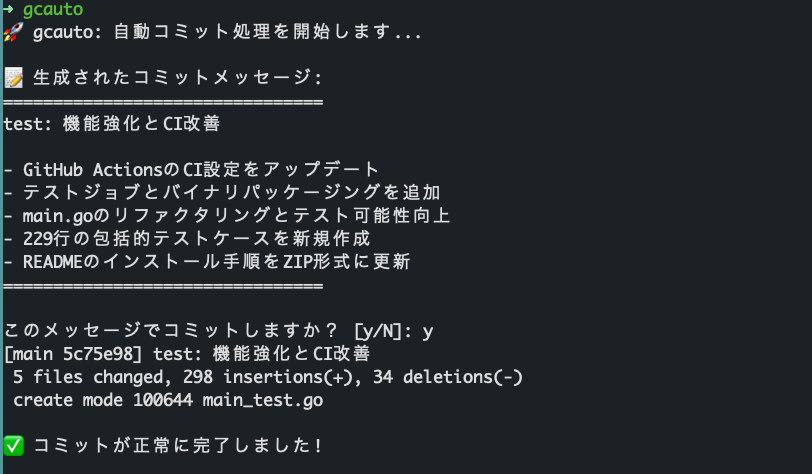 ➜ gcauto
🚀 gcauto: 自動コミット処理を開始します...
📝 生成されたコミットメッセージ:
================================
test: 機能強化とCI改善
- GitHub ActionsのCI設定をアップデート
- テストジョブとバイナリパッケージングを追加
- main.goのリファクタリングとテスト可能性向上
- 229行の包括的テストケースを新規作成
- READMEのインストール手順をZIP形式に更新
================================
このメッセージでコミットしますか？ [y/N]: y
[main 5c75e98] test: 機能強化とCI改善
5 files changed, 298 insertions(+), 34 deletions(-)
create mode 100644 main_test.go
✅ コミットが正常に完了しました!